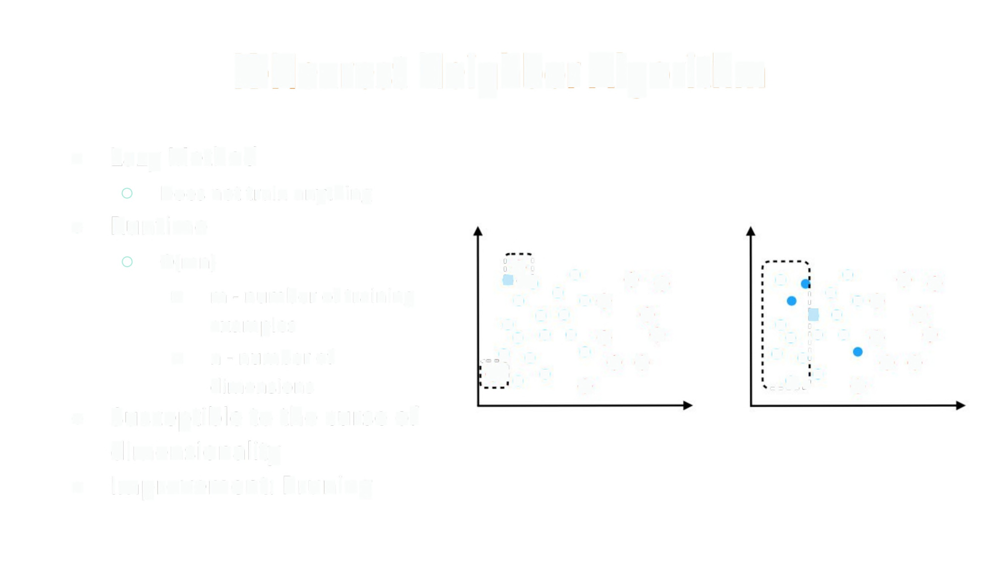 K-Nearest Neighbor Algorithm
Lazy Method
Does not train anything
Runtime
O(mn)
m - number of training
examples
n - number of
dimensions
Susceptible to the curse of
dimensionality
Improvement: Pruning